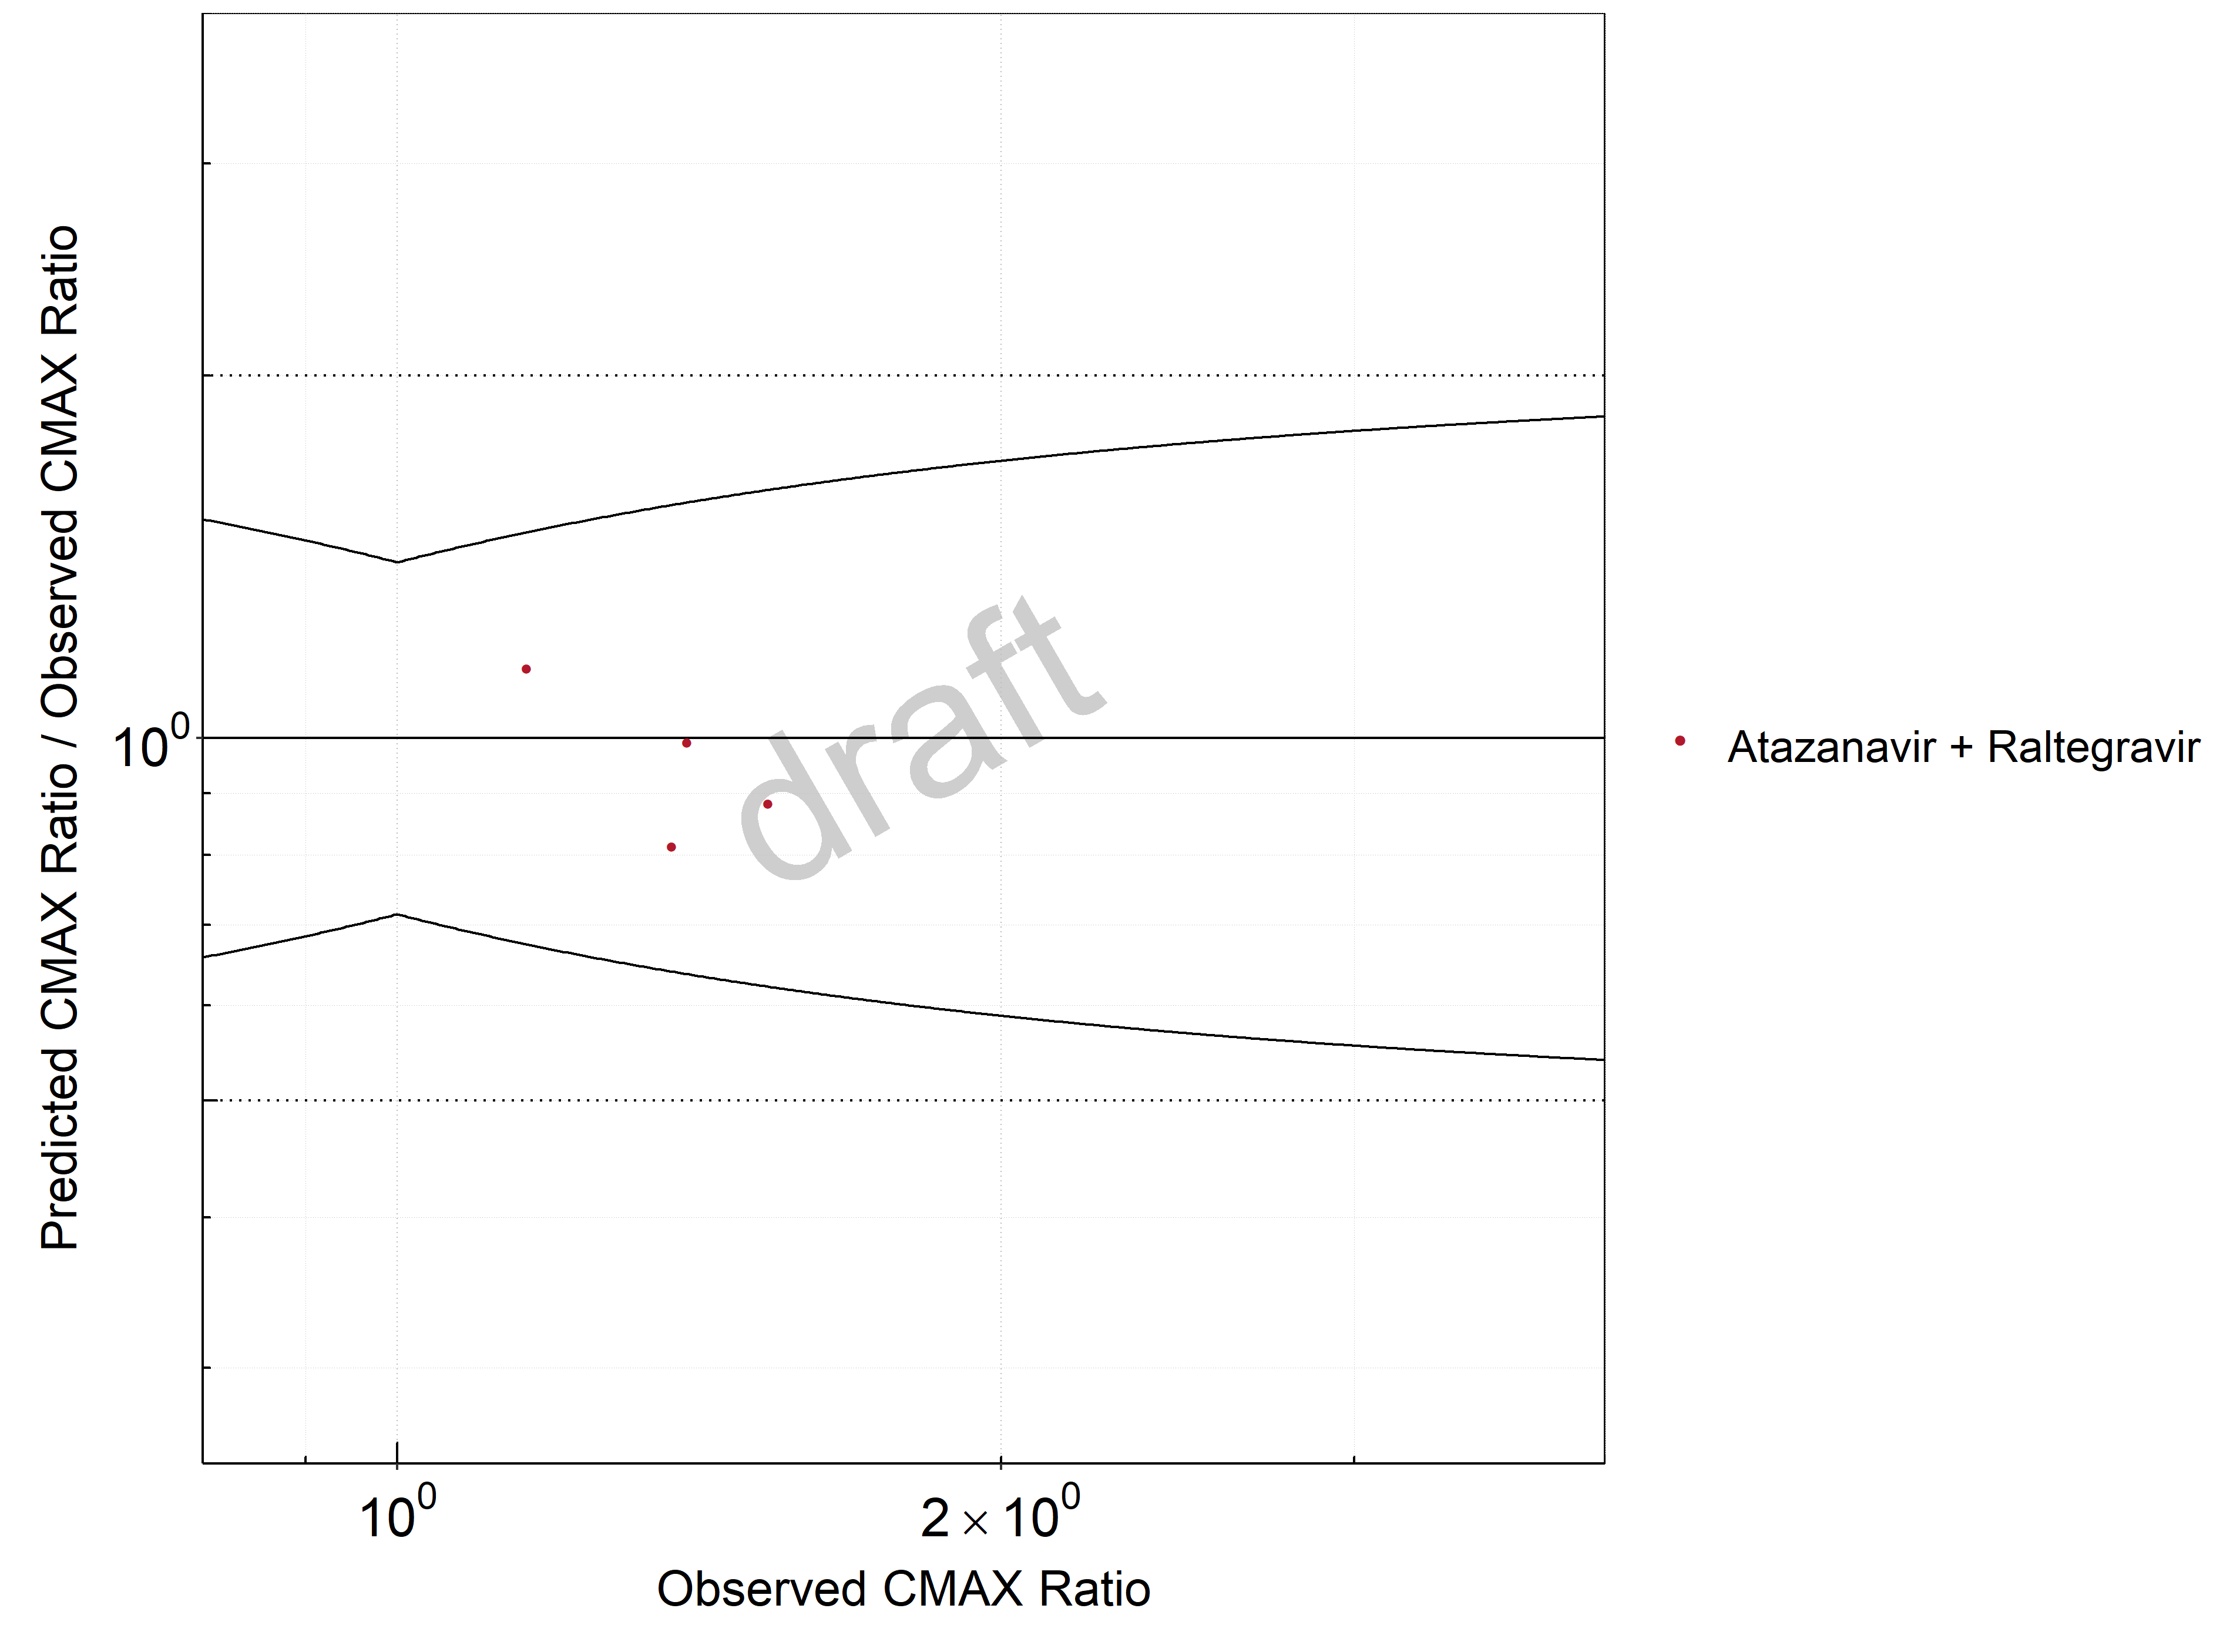 Predicted CMAX Ratio / Observed CMAX Ratio
10⁰
draft
Atazanavir + Raltegravir
10⁰
2 × 10⁰
Observed CMAX Ratio